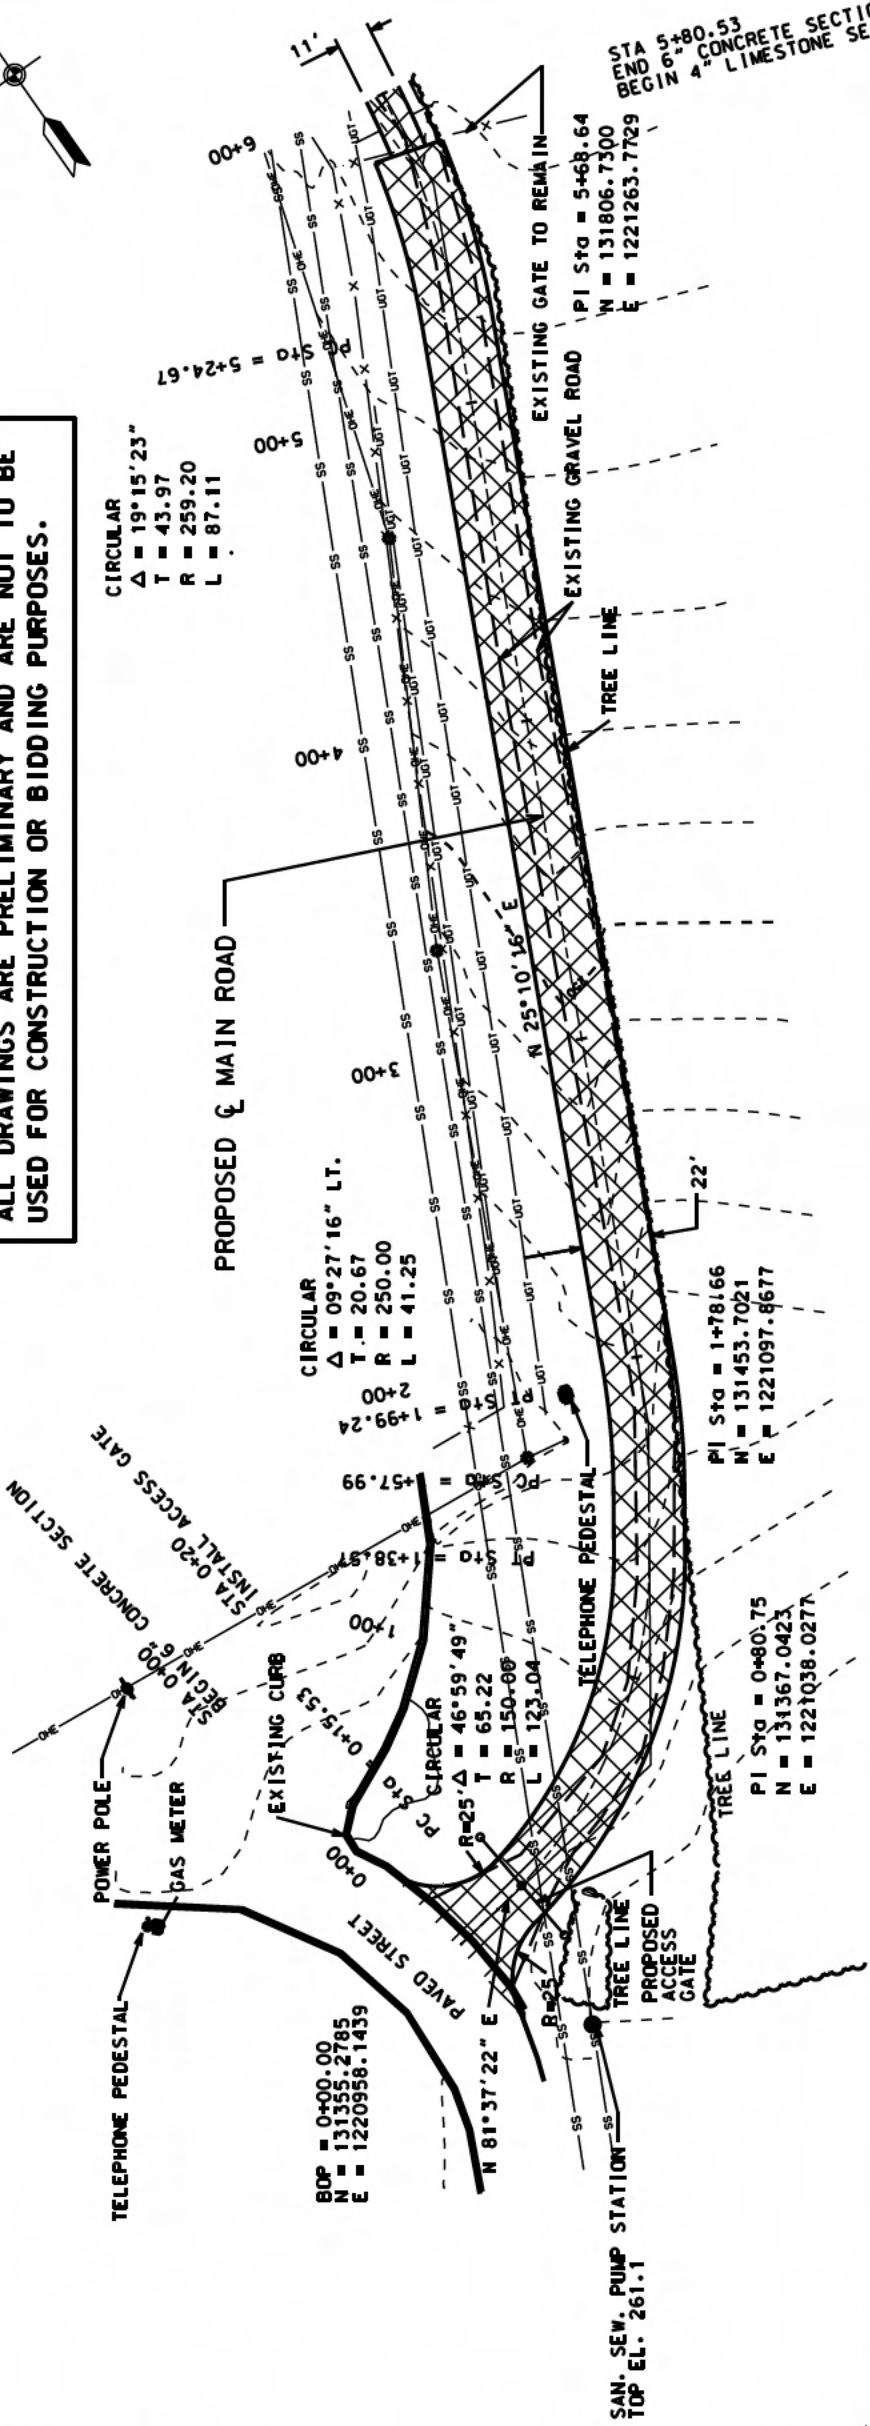 ALL DRAWINGS ARE PRELIMINARY AND ARE NOT TO BE
USED FOR CONSTRUCTION OR BIDDING PURPOSES.
11'
STA 5+80.53
END 6" CONCRETE
BEGIN 4" LIMESTONE
6+00
EXISTING GATE TO REMAIN
PI Sta = 5+68.64
N = 131806.7300
E = 1221263.7729
PC Sta = 5+24.67
5+00
CIRCULAR
Δ = 19°15'23"
T = 43.97
R = 259.20
L = 87.11
EXISTING GRAVEL ROAD
TREE LINE
4+00
PROPOSED ℄ MAIN ROAD
N 25°10'16" E
3+00
22'
CIRCULAR
Δ = 09°27'16" LT.
T = 20.67
R = 250.00
L = 41.25
2+00
Sta = 1+99.24
PC Sta = 1+57.99
PI Sta = 1+78.66
N = 131453.7021
E = 1221097.8677
STA 0+20
INSTALL ACCESS GATE
STA 0+00
BEGIN 6" CONCRETE SECTION
1+00
TELEPHONE PEDESTAL
EXISTING CURB
PC Sta = 0+15.53
CIRCULAR
Δ = 46°59'49"
T = 65.22
R = 150.00
L = 123.04
R=25'
PI Sta = 0+80.75
N = 131367.0423
E = 1221038.0277
TREE LINE
POWER POLE
GAS METER
0+00
PAVED STREET
TELEPHONE PEDESTAL
BOP = 0+00.00
N = 131355.2785
E = 1220958.1439
N 81°37'22" E
R=25
TREE LINE
PROPOSED
ACCESS
GATE
SAN. SEW. PUMP STATION
TOP EL. 261.1
SS
OHE
UGT
X